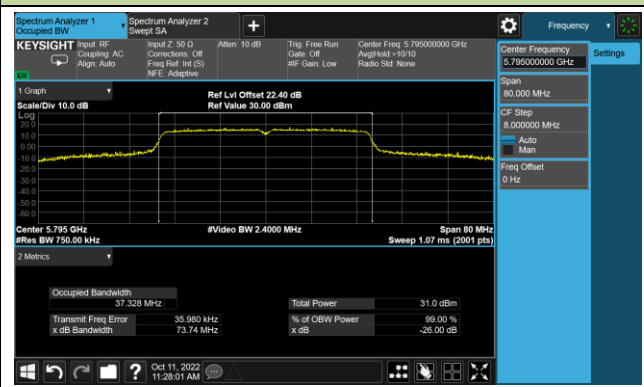 Spectrum Analyzer 1
Occupied BW
Spectrum Analyzer 2
Swept SA
Frequency
KEYSIGHT
Input: RF
Coupling: AC
Align: Auto
Input Z: 50 Ω
Corrections: Off
Freq Ref: Int (S)
NFE: Adaptive
Atten: 10 dB
Trig: Free Run
Gate: Off
#IF Gain: Low
Center Freq: 5.795000000 GHz
Avg|Hold:>10/10
Radio Std: None
Center Frequency
5.795000000 GHz
Settings
Span
80.000 MHz
CF Step
8.000000 MHz
Auto
Man
Freq Offset
0 Hz
1 Graph
Scale/Div 10.0 dB
Ref Lvl Offset 22.40 dB
Ref Value 30.00 dBm
Log
20.0
10.0
0.00
-10.0
-20.0
-30.0
-40.0
-50.0
-60.0
Center 5.795 GHz
#Video BW 2.4000 MHz
Span 80 MHz
#Res BW 750.00 kHz
Sweep 1.07 ms (2001 pts)
2 Metrics
Occupied Bandwidth
37.328 MHz
Total Power
31.0 dBm
Transmit Freq Error
35.980 kHz
% of OBW Power
99.00 %
x dB Bandwidth
73.74 MHz
x dB
-26.00 dB
?
Oct 11, 2022
11:28:01 AM